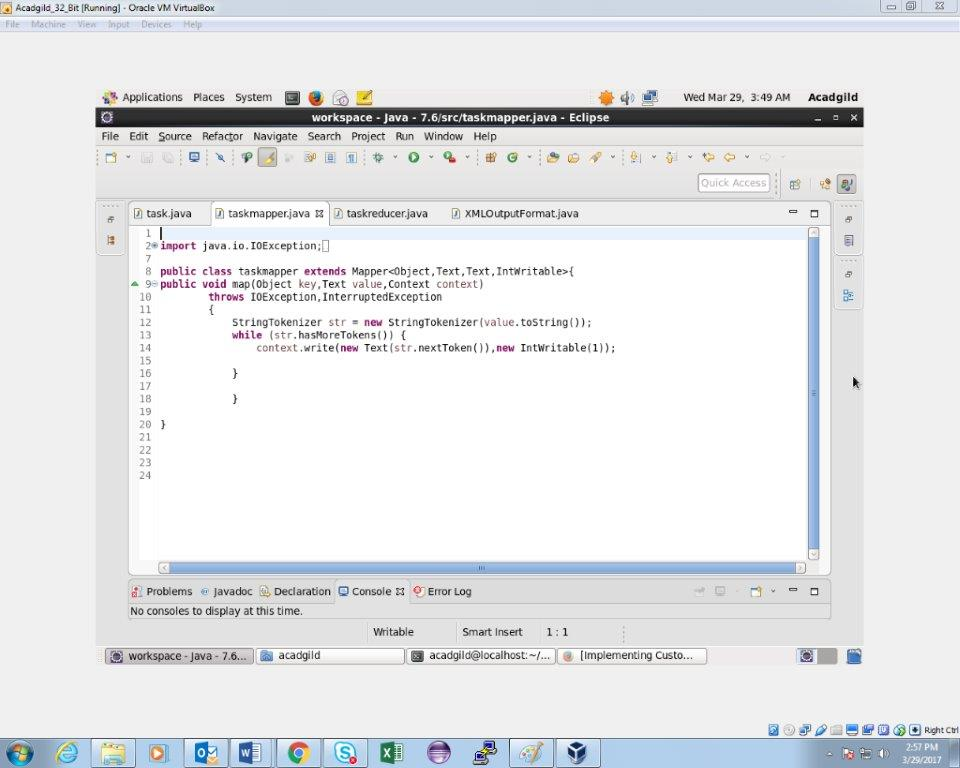 Acadgild_32_Bit [Running] - Oracle VM VirtualBox
File Machine View Input Devices Help
Applications Places System Wed Mar 29, 3:49 AM Acadgild
workspace - Java - 7.6/src/taskmapper.java - Eclipse
File Edit Source Refactor Navigate Search Project Run Window Help
Quick Access
task.java taskmapper.java taskreducer.java XMLOutputFormat.java
1
2 import java.io.IOException;
7
8 public class taskmapper extends Mapper<Object,Text,Text,IntWritable>{
9 public void map(Object key,Text value,Context context)
10 throws IOException,InterruptedException
11 {
12 StringTokenizer str = new StringTokenizer(value.toString());
13 while (str.hasMoreTokens()) {
14 context.write(new Text(str.nextToken()),new IntWritable(1));
15
16 }
17
18 }
19
20 }
21
22
23
24
Problems Javadoc Declaration Console Error Log
No consoles to display at this time.
Writable Smart Insert 1 : 1
workspace - Java - 7.6... acadgild acadgild@localhost:~/... [Implementing Custo...
Right Ctrl
2:57 PM
3/29/2017